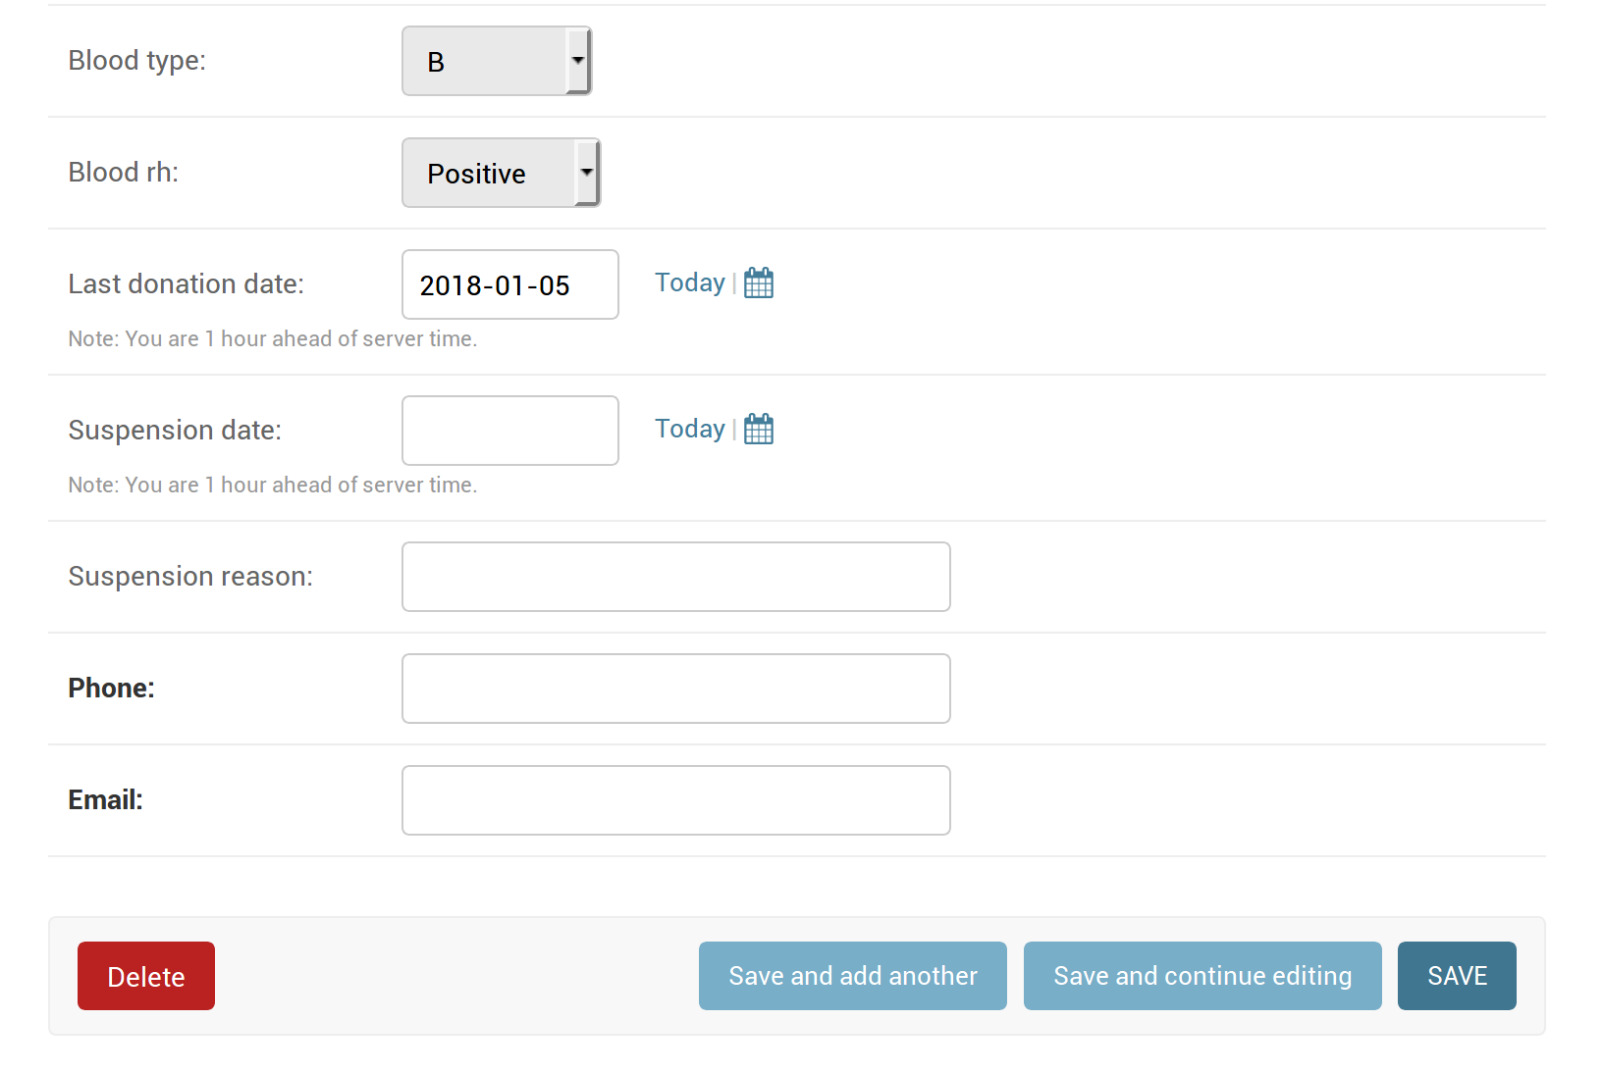 Blood type: B
Blood rh: Positive
Last donation date: 2018-01-05 Today |
Note: You are 1 hour ahead of server time.
Suspension date: Today |
Note: You are 1 hour ahead of server time.
Suspension reason:
Phone:
Email:
Delete Save and add another Save and continue editing SAVE